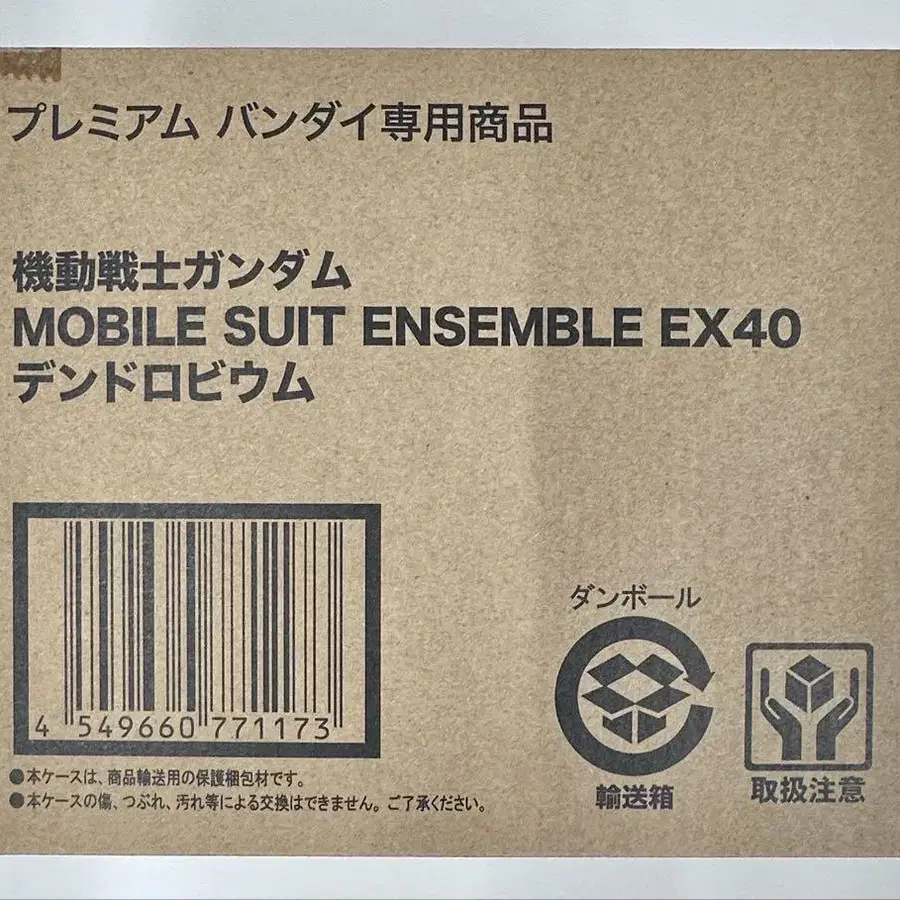 プレミアム バンダイ専用商品
機動戦士ガンダム
MOBILE SUIT ENSEMBLE EX40
デンドロビウム
4 549660 771173
ダンボール
輸送箱
取扱注意
●本ケースは、商品輸送用の保護梱包材です。
●本ケースの傷、つぶれ、汚れ等による交換はできません。ご了承ください。